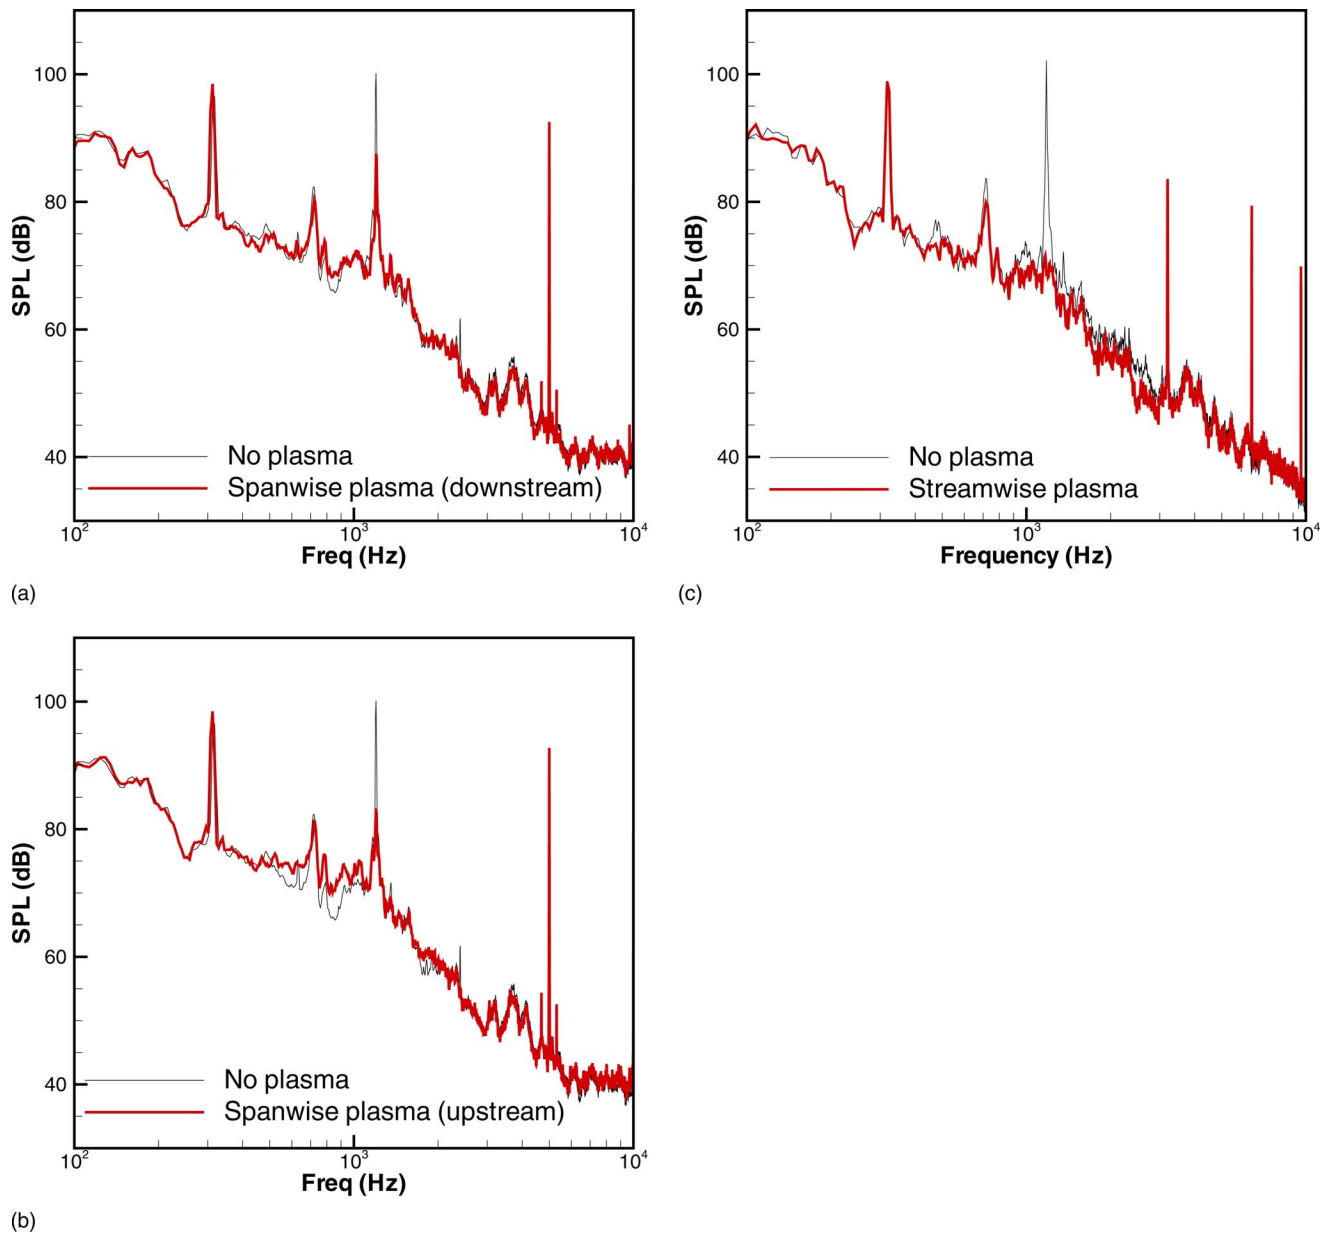 100
80
60
40
SPL (dB)
No plasma
Spanwise plasma (downstream)
10²
10³
10⁴
Freq (Hz)
(a)
100
80
60
40
SPL (dB)
No plasma
Streamwise plasma
10²
10³
10⁴
Frequency (Hz)
(c)
100
80
60
40
SPL (dB)
No plasma
Spanwise plasma (upstream)
10²
10³
10⁴
Freq (Hz)
(b)